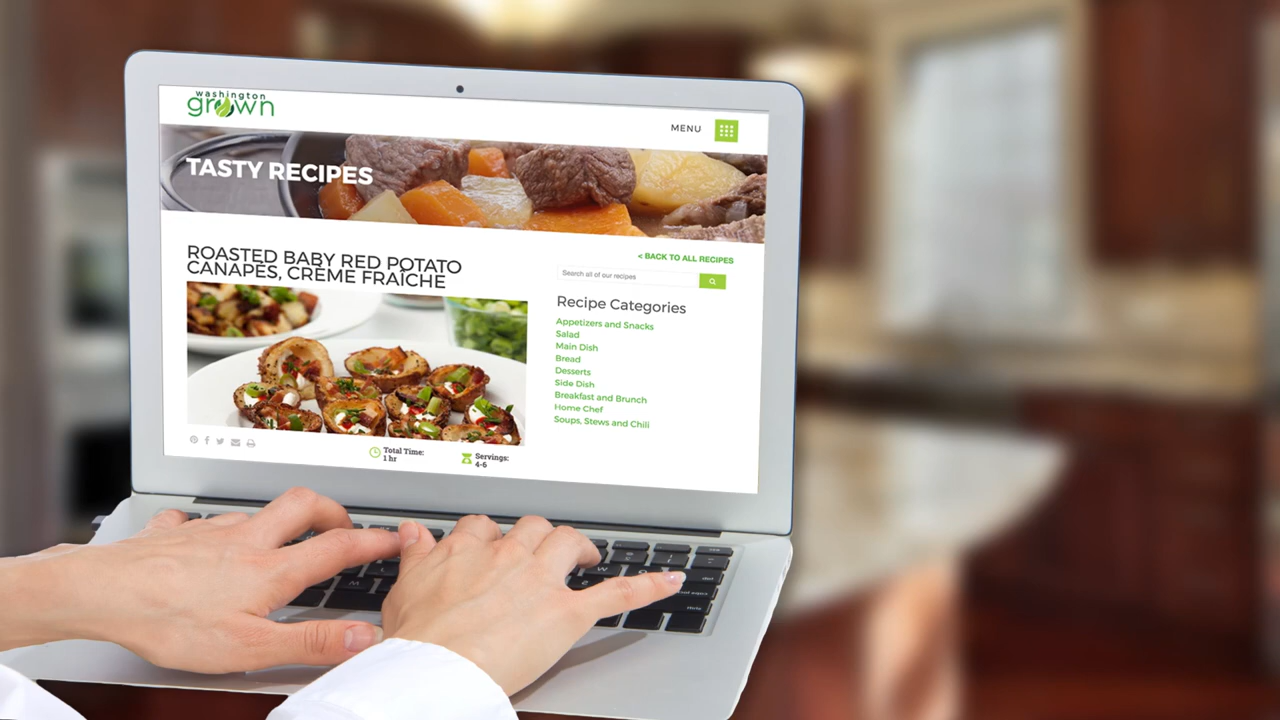 washington
grown
MENU
TASTY RECIPES
ROASTED BABY RED POTATO
CANAPÉS, CRÈME FRAÎCHE
< BACK TO ALL RECIPES
Search all of our recipes
Recipe Categories
Appetizers and Snacks
Salad
Main Dish
Bread
Desserts
Side Dish
Breakfast and Brunch
Home Chef
Soups, Stews and Chili
Total Time:
1 hr
Servings:
4-6